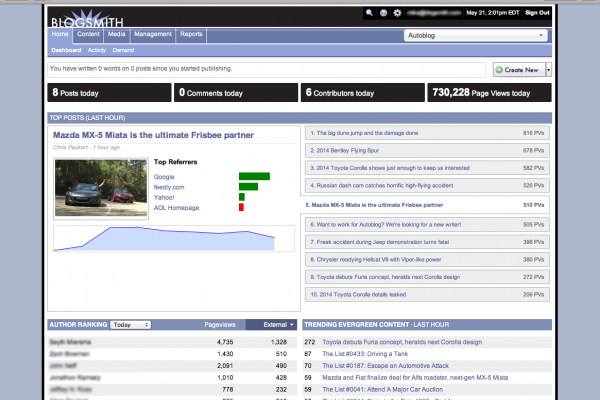 BLOGSMITH
May 21, 2:01pm EDT Sign Out
Home Content Media Management Reports
Autoblog
Dashboard Activity Demand
You have written 0 words on 0 posts since you started publishing.
Create New
8 Posts today
0 Comments today
6 Contributors today
730,228 Page Views today
TOP POSTS (LAST HOUR)
Mazda MX-5 Miata is the ultimate Frisbee partner
Chris Paukert · 1 hour ago
Top Referrers
Google
feedly.com
Yahoo!
AOL Homepage
1. The big dune jump and the damage done 816 PVs
2. 2014 Bentley Flying Spur 678 PVs
3. 2014 Toyota Corolla shows just enough to keep us interested 582 PVs
4. Russian dash cam catches horrific high-flying accident 526 PVs
5. Mazda MX-5 Miata is the ultimate Frisbee partner 510 PVs
6. Want to work for Autoblog? We're looking for a new writer! 505 PVs
7. Freak accident during Jeep demonstration turns fatal 396 PVs
8. Chrysler readying Hellcat V8 with Viper-like power 380 PVs
9. Toyota debuts Furia concept, heralds next Corolla design 272 PVs
10. 2014 Toyota Corolla details leaked 206 PVs
AUTHOR RANKING Today Pageviews External
4,735 1,328
1,430 510
2,091 490
1,010 428
778 232
TRENDING EVERGREEN CONTENT · LAST HOUR
272 Toyota debuts Furia concept, heralds next Corolla design
87 The List #0433: Driving a Tank
70 The List #0187: Escape an Automotive Attack
59 Mazda and Fiat finalize deal for Alfa roadster, next-gen MX-5 Miata
59 The List #0041: Attend A Major Car Auction